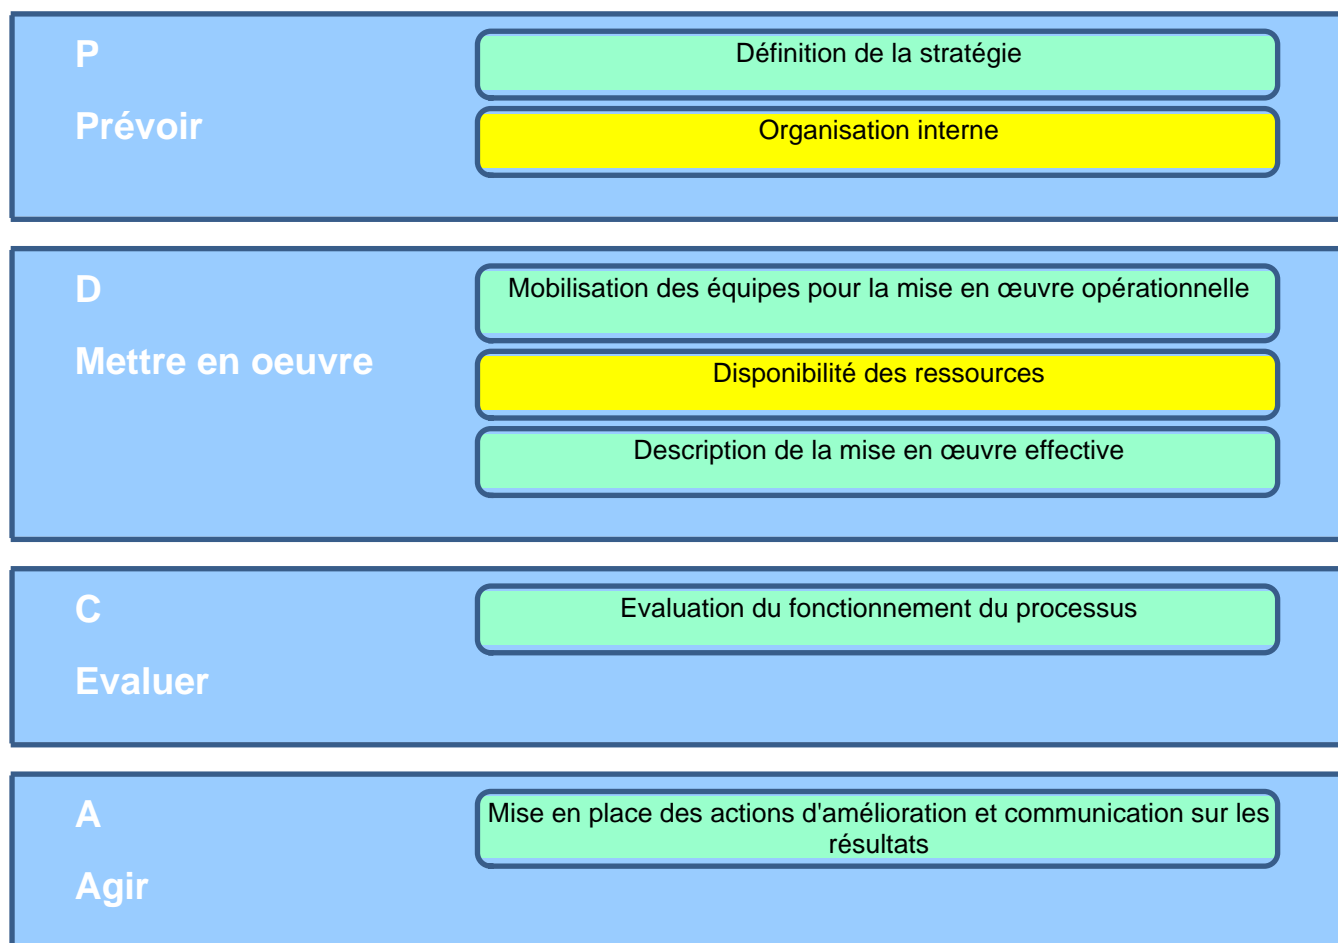 P
Prévoir
Définition de la stratégie
Organisation interne
D
Mettre en oeuvre
Mobilisation des équipes pour la mise en œuvre opérationnelle
Disponibilité des ressources
Description de la mise en œuvre effective
C
Evaluer
Evaluation du fonctionnement du processus
A
Agir
Mise en place des actions d'amélioration et communication sur les
résultats